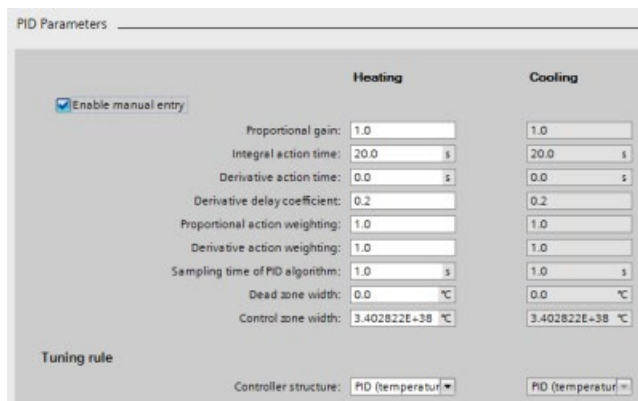 PID Parameters
Heating Cooling
Enable manual entry
Proportional gain: 1.0 1.0
Integral action time: 20.0 s 20.0 s
Derivative action time: 0.0 s 0.0 s
Derivative delay coefficient: 0.2 0.2
Proportional action weighting: 1.0 1.0
Derivative action weighting: 1.0 1.0
Sampling time of PID algorithm: 1.0 s 1.0 s
Dead zone width: 0.0 °C 0.0 °C
Control zone width: 3.402822E+38 °C 3.402822E+38 °C
Tuning rule
Controller structure: PID (temperatur PID (temperatur